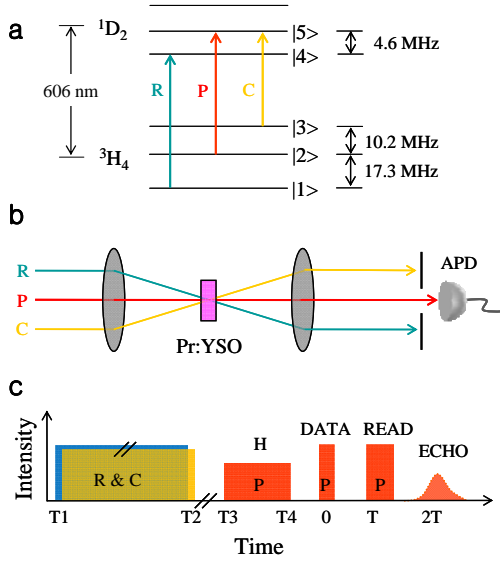 a
¹D₂
|5>
4.6 MHz
|4>
R
P
C
606 nm
|3>
10.2 MHz
³H₄
|2>
17.3 MHz
|1>
b
R
P
C
APD
Pr:YSO
c
Intensity
DATA
READ
H
ECHO
R & C
P
P
P
T1
T2
T3
T4
0
T
2T
Time